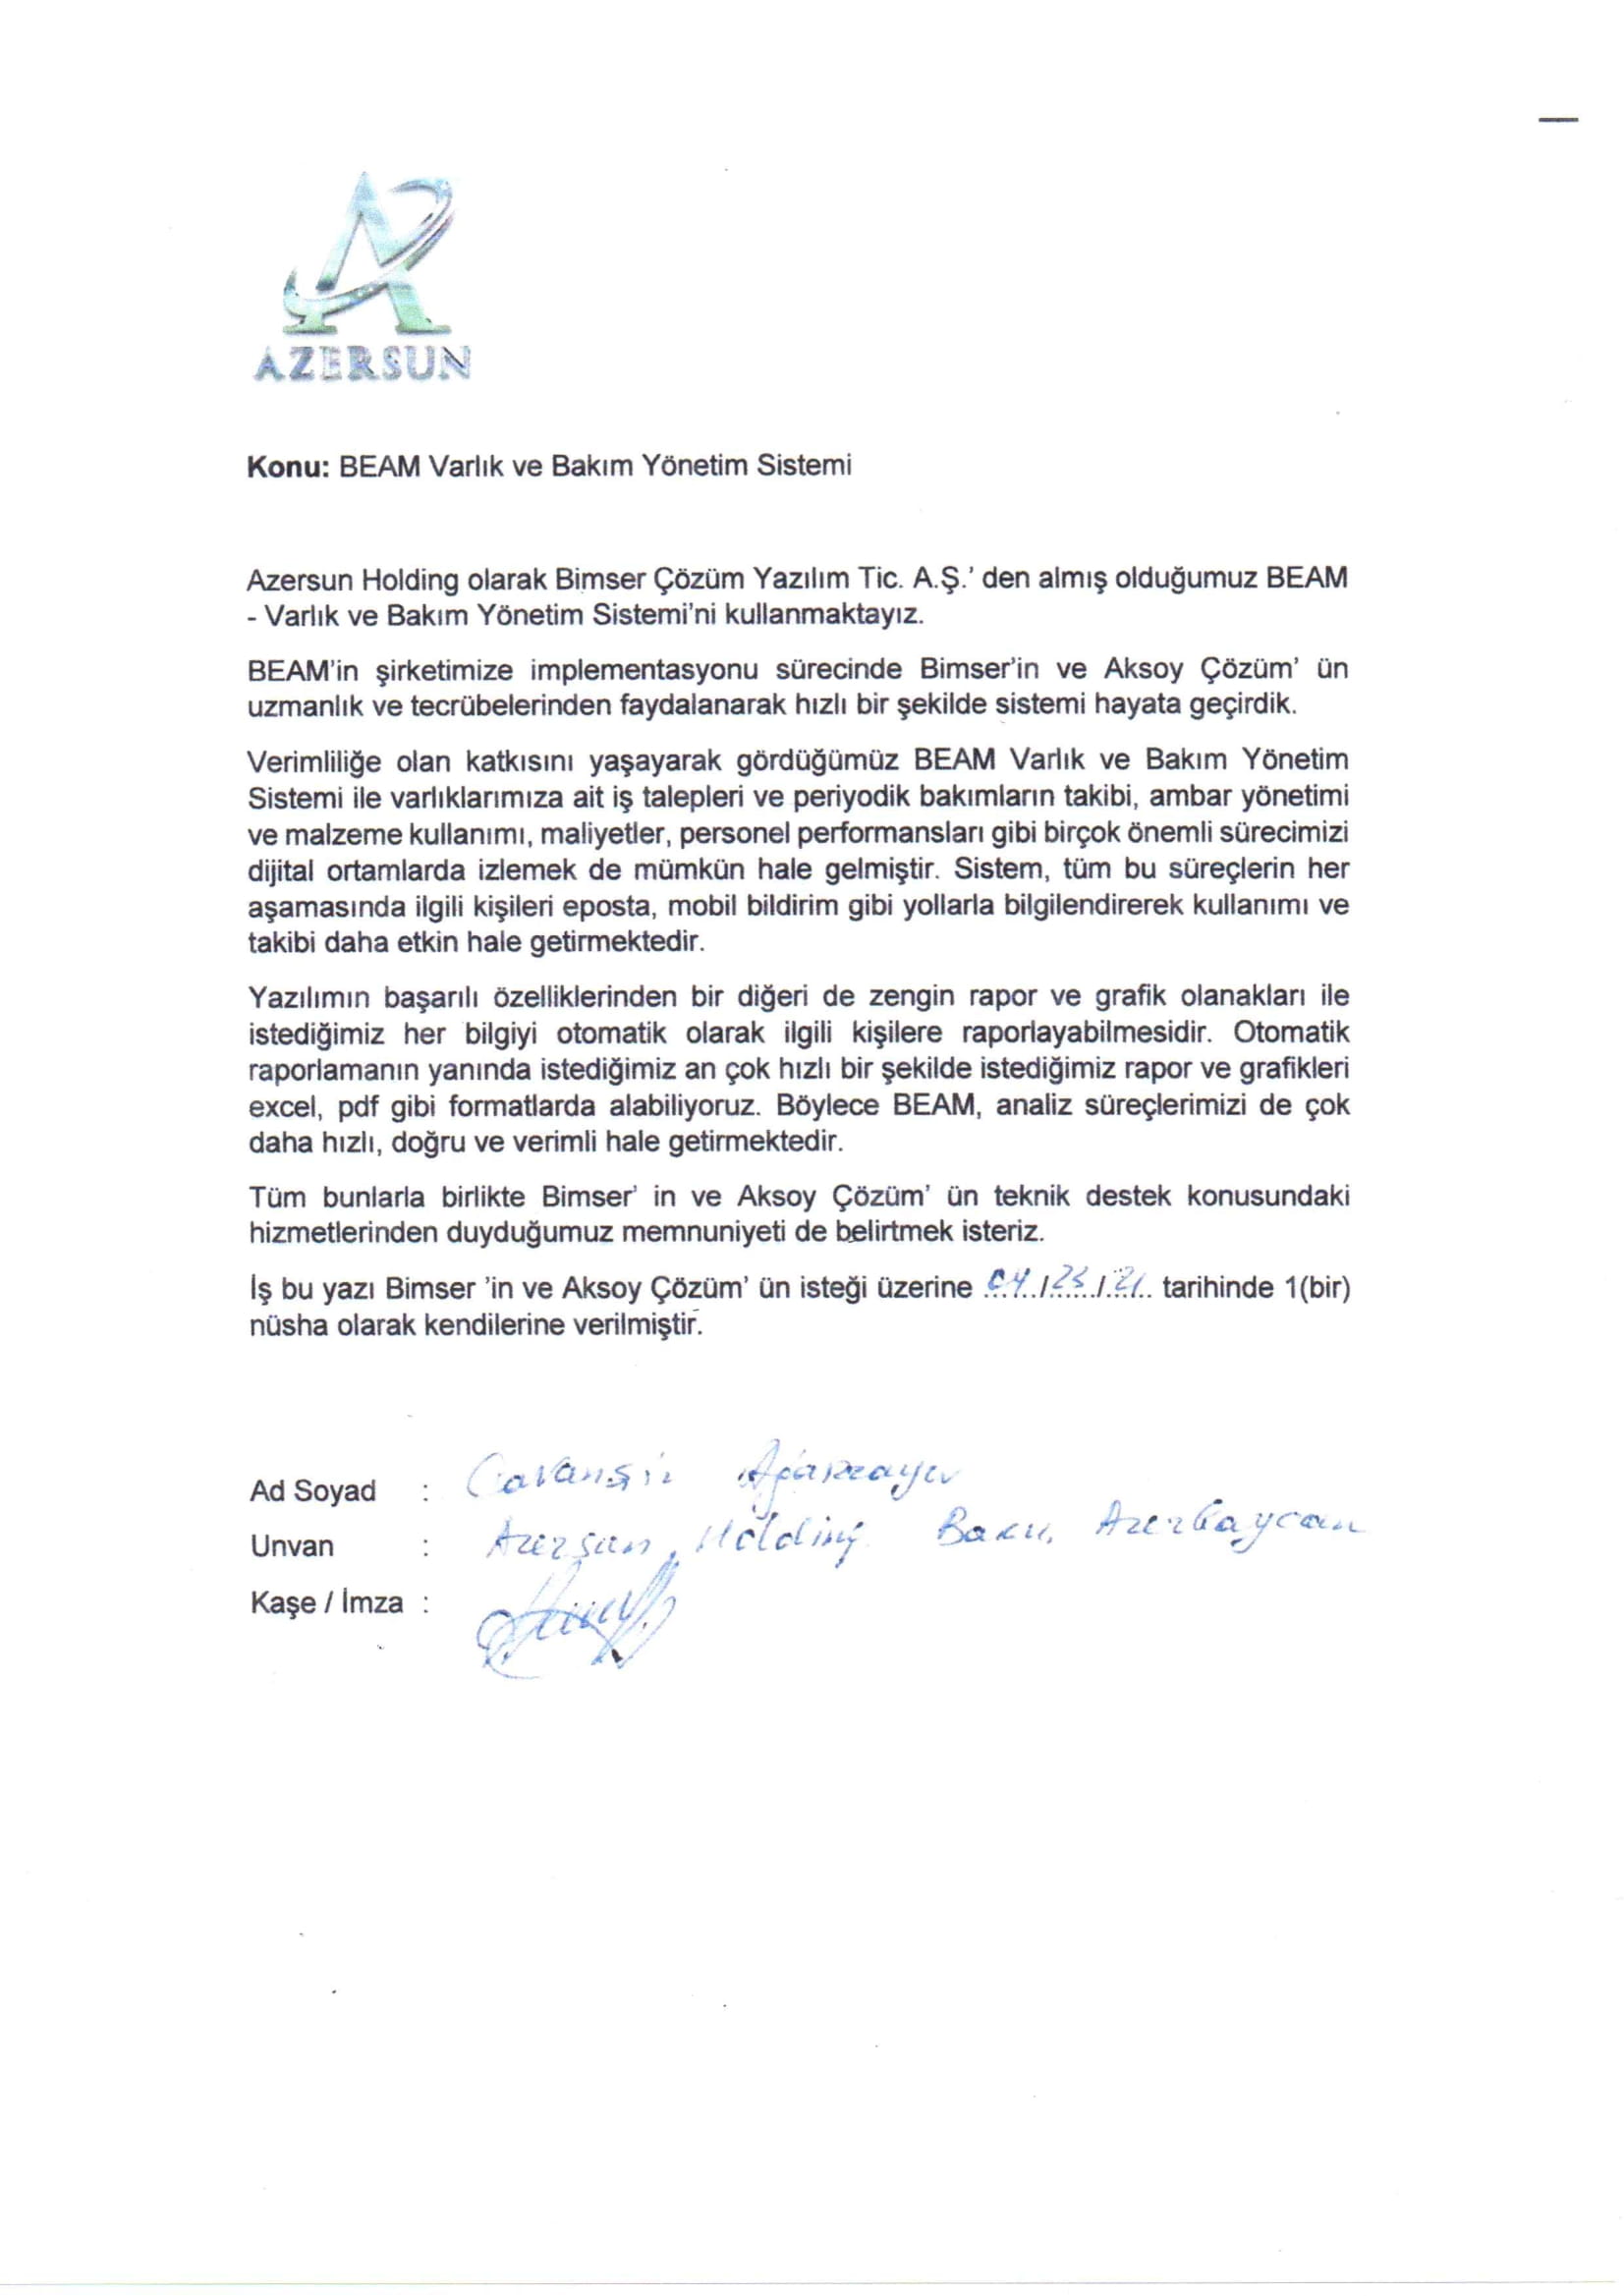 AZERSUN
Konu: BEAM Varlık ve Bakım Yönetim Sistemi
Azersun Holding olarak Bimser Çözüm Yazılım Tic. A.Ş.' den almış olduğumuz BEAM
- Varlık ve Bakım Yönetim Sistemi'ni kullanmaktayız.
BEAM'in şirketimize implementasyonu sürecinde Bimser'in ve Aksoy Çözüm' ün
uzmanlık ve tecrübelerinden faydalanarak hızlı bir şekilde sistemi hayata geçirdik.
Verimliliğe olan katkısını yaşayarak gördüğümüz BEAM Varlık ve Bakım Yönetim
Sistemi ile varlıklarımıza ait iş talepleri ve periyodik bakımların takibi, ambar yönetimi
ve malzeme kullanımı, maliyetler, personel performansları gibi birçok önemli sürecimizi
dijital ortamlarda izlemek de mümkün hale gelmiştir. Sistem, tüm bu süreçlerin her
aşamasında ilgili kişileri eposta, mobil bildirim gibi yollarla bilgilendirerek kullanımı ve
takibi daha etkin hale getirmektedir.
Yazılımın başarılı özelliklerinden bir diğeri de zengin rapor ve grafik olanakları ile
istediğimiz her bilgiyi otomatik olarak ilgili kişilere raporlayabilmesidir. Otomatik
raporlamanın yanında istediğimiz an çok hızlı bir şekilde istediğimiz rapor ve grafikleri
excel, pdf gibi formatlarda alabiliyoruz. Böylece BEAM, analiz süreçlerimizi de çok
daha hızlı, doğru ve verimli hale getirmektedir.
Tüm bunlarla birlikte Bimser' in ve Aksoy Çözüm' ün teknik destek konusundaki
hizmetlerinden duyduğumuz memnuniyeti de belirtmek isteriz.
İş bu yazı Bimser 'in ve Aksoy Çözüm' ün isteği üzerine 04 / / 21 tarihinde 1(bir)
nüsha olarak kendilerine verilmiştir.
Ad Soyad : Cavanşir
Unvan : Azersun Holding Baku, Azerbaycan
Kaşe / İmza :